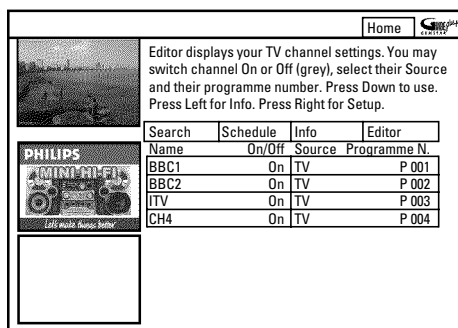 Home GUIDE Plus+
GEMSTAR
Editor displays your TV channel settings. You may
switch channel On or Off (grey), select their Source
and their programme number. Press Down to use.
Press Left for Info. Press Right for Setup.
Search Schedule Info Editor
Name On/Off Source Programme N.
BBC1 On TV P 001
BBC2 On TV P 002
ITV On TV P 003
CH4 On TV P 004
PHILIPS
MINI-HI-FI
Let's make things better